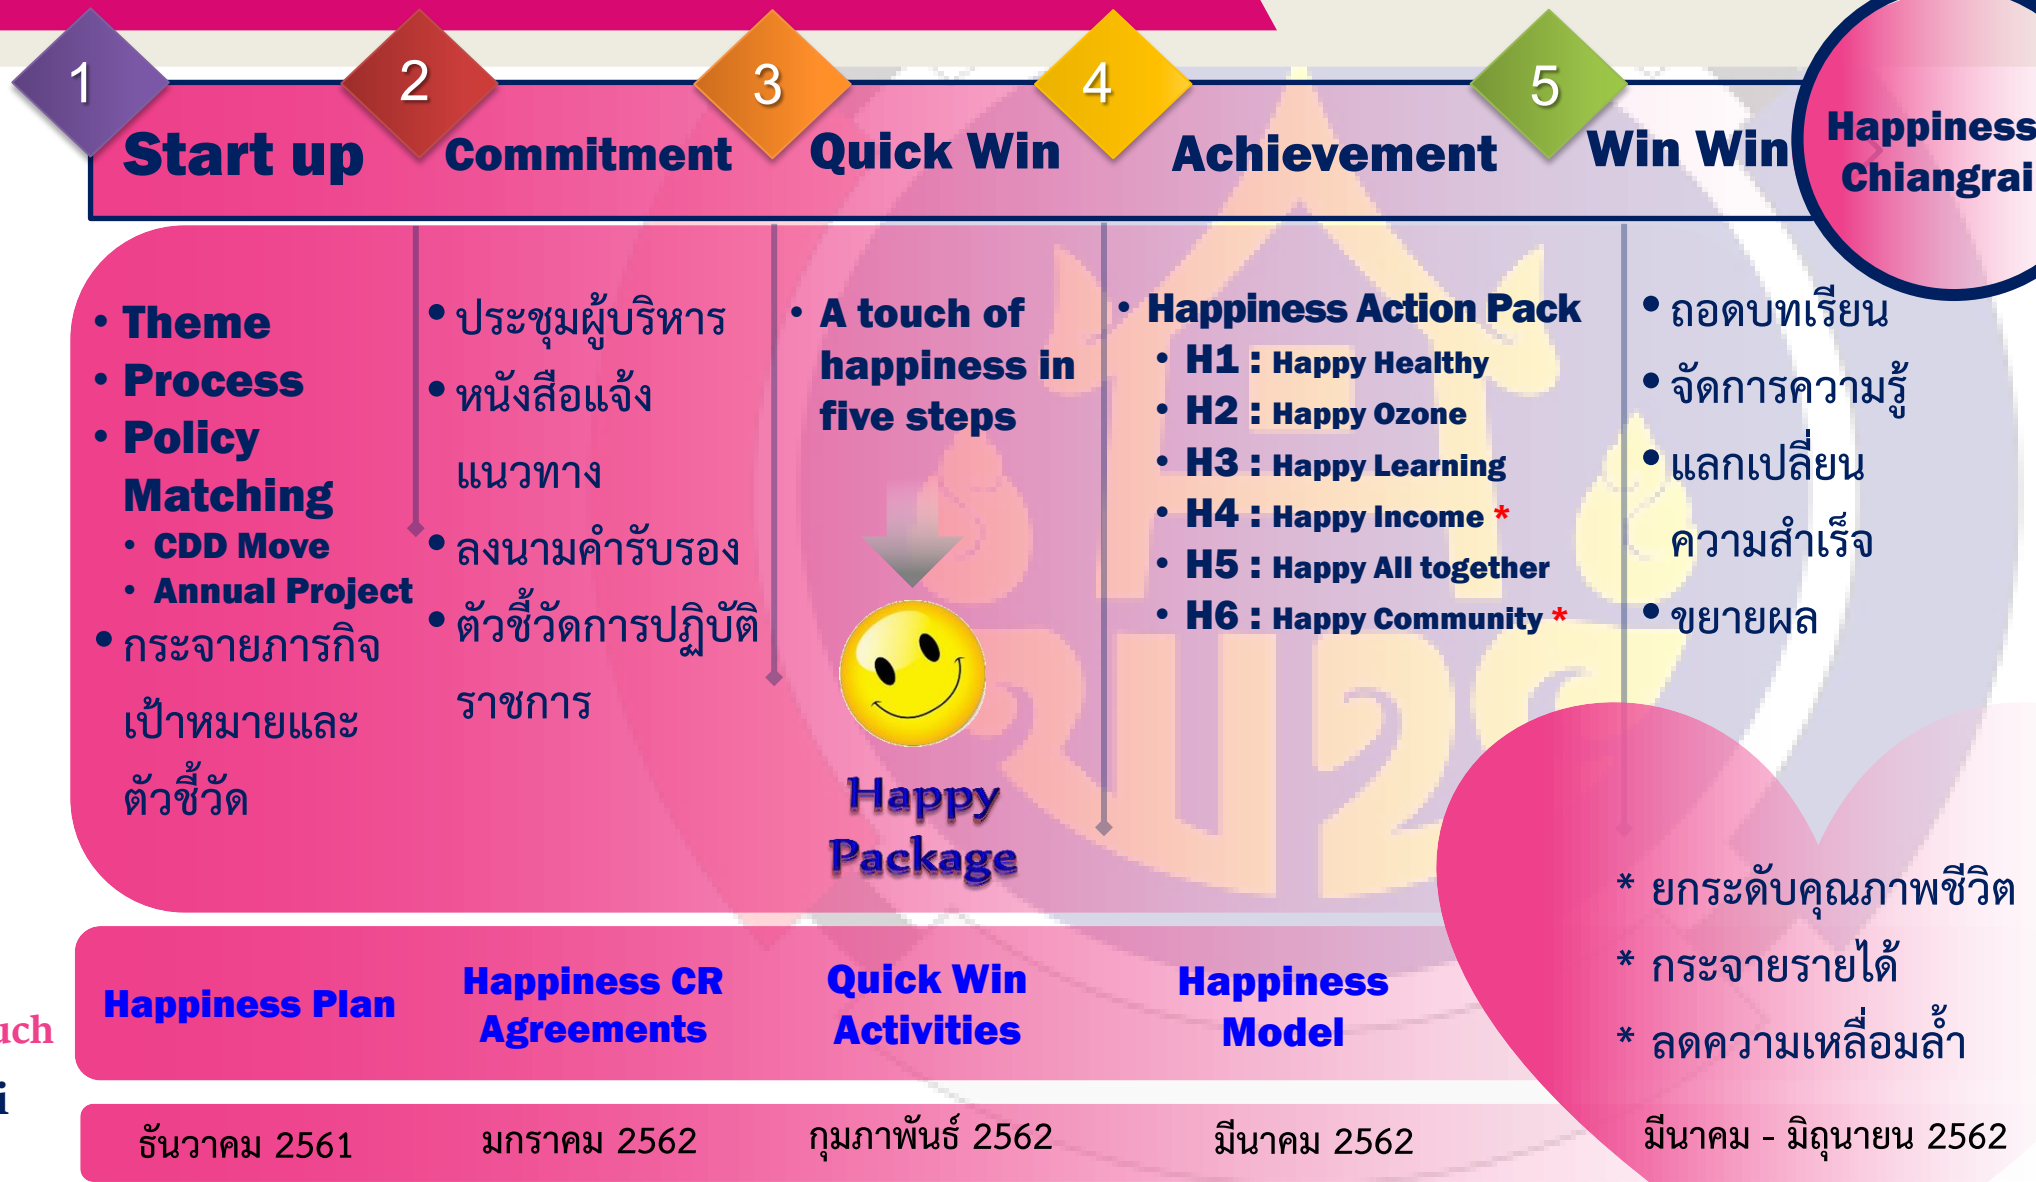 1
2
3
4
5
Start up
Commitment
Quick Win
Achievement
Win Win
Happiness
Chiangrai
• Theme
• Process
• Policy
Matching
• CDD Move
• Annual Project
• กระจายภารกิจ
เป้าหมายและ
ตัวชี้วัด
• ประชุมผู้บริหาร
• หนังสือแจ้ง
แนวทาง
• ลงนามคำรับรอง
• ตัวชี้วัดการปฏิบัติ
ราชการ
• A touch of
happiness in
five steps
Happy
Package
• Happiness Action Pack
• H1 : Happy Healthy
• H2 : Happy Ozone
• H3 : Happy Learning
• H4 : Happy Income *
• H5 : Happy All together
• H6 : Happy Community *
• ถอดบทเรียน
• จัดการความรู้
• แลกเปลี่ยน
ความสำเร็จ
• ขยายผล
* ยกระดับคุณภาพชีวิต
* กระจายรายได้
* ลดความเหลื่อมล้ำ
Happiness Plan
Happiness CR
Agreements
Quick Win
Activities
Happiness
Model
uch
i
ธันวาคม 2561
มกราคม 2562
กุมภาพันธ์ 2562
มีนาคม 2562
มีนาคม - มิถุนายน 2562